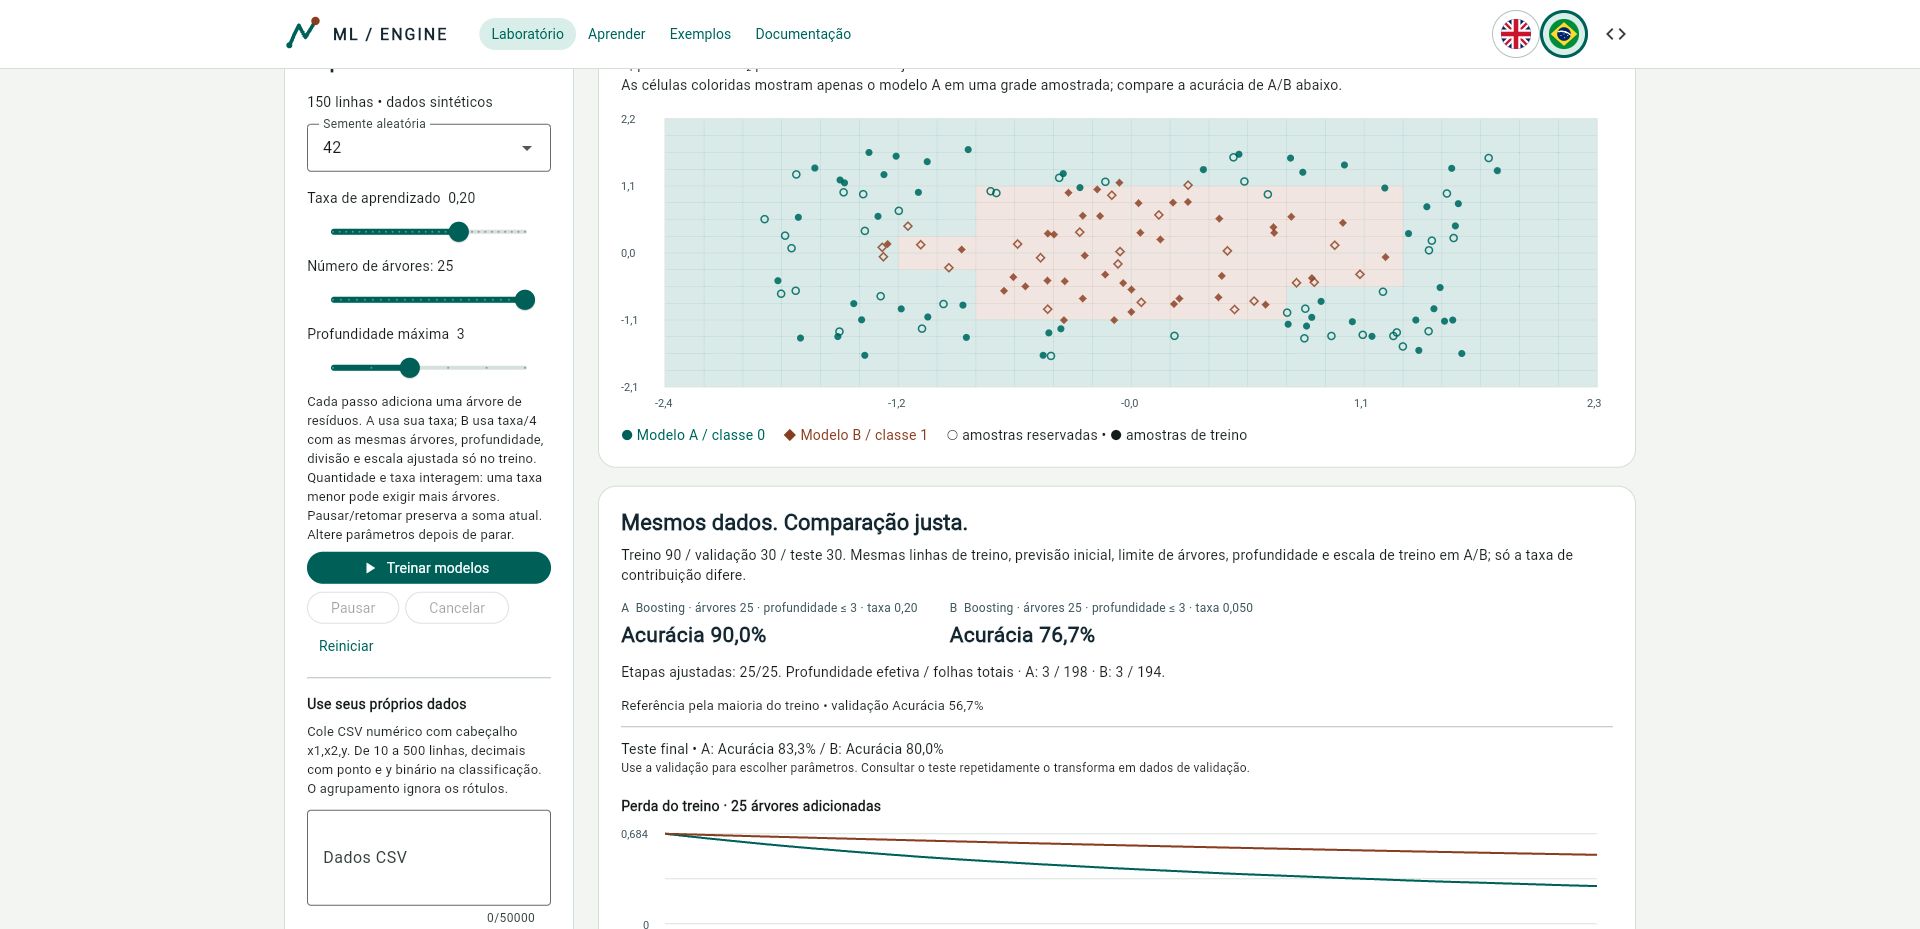 ML / ENGINE
Laboratório
Aprender
Exemplos
Documentação
150 linhas • dados sintéticos
Semente aleatória
42
Taxa de aprendizado 0,20
Número de árvores: 25
Profundidade máxima 3
Cada passo adiciona uma árvore de
resíduos. A usa sua taxa; B usa taxa/4
com as mesmas árvores, profundidade,
divisão e escala ajustada só no treino.
Quantidade e taxa interagem: uma taxa
menor pode exigir mais árvores.
Pausar/retomar preserva a soma atual.
Altere parâmetros depois de parar.
Treinar modelos
Pausar
Cancelar
Reiniciar
Use seus próprios dados
Cole CSV numérico com cabeçalho
x1,x2,y. De 10 a 500 linhas, decimais
com ponto e y binário na classificação.
O agrupamento ignora os rótulos.
Dados CSV
0/50000
As células coloridas mostram apenas o modelo A em uma grade amostrada; compare a acurácia de A/B abaixo.
2,2
1,1
0,0
-1,1
-2,1
-2,4
-1,2
-0,0
1,1
2,3
Modelo A / classe 0
Modelo B / classe 1
amostras reservadas •
amostras de treino
Mesmos dados. Comparação justa.
Treino 90 / validação 30 / teste 30. Mesmas linhas de treino, previsão inicial, limite de árvores, profundidade e escala de treino em A/B; só a taxa de
contribuição difere.
A Boosting · árvores 25 · profundidade ≤ 3 · taxa 0,20
Acurácia 90,0%
B Boosting · árvores 25 · profundidade ≤ 3 · taxa 0,050
Acurácia 76,7%
Etapas ajustadas: 25/25. Profundidade efetiva / folhas totais · A: 3 / 198 · B: 3 / 194.
Referência pela maioria do treino • validação Acurácia 56,7%
Teste final • A: Acurácia 83,3% / B: Acurácia 80,0%
Use a validação para escolher parâmetros. Consultar o teste repetidamente o transforma em dados de validação.
Perda do treino · 25 árvores adicionadas
0,684
0